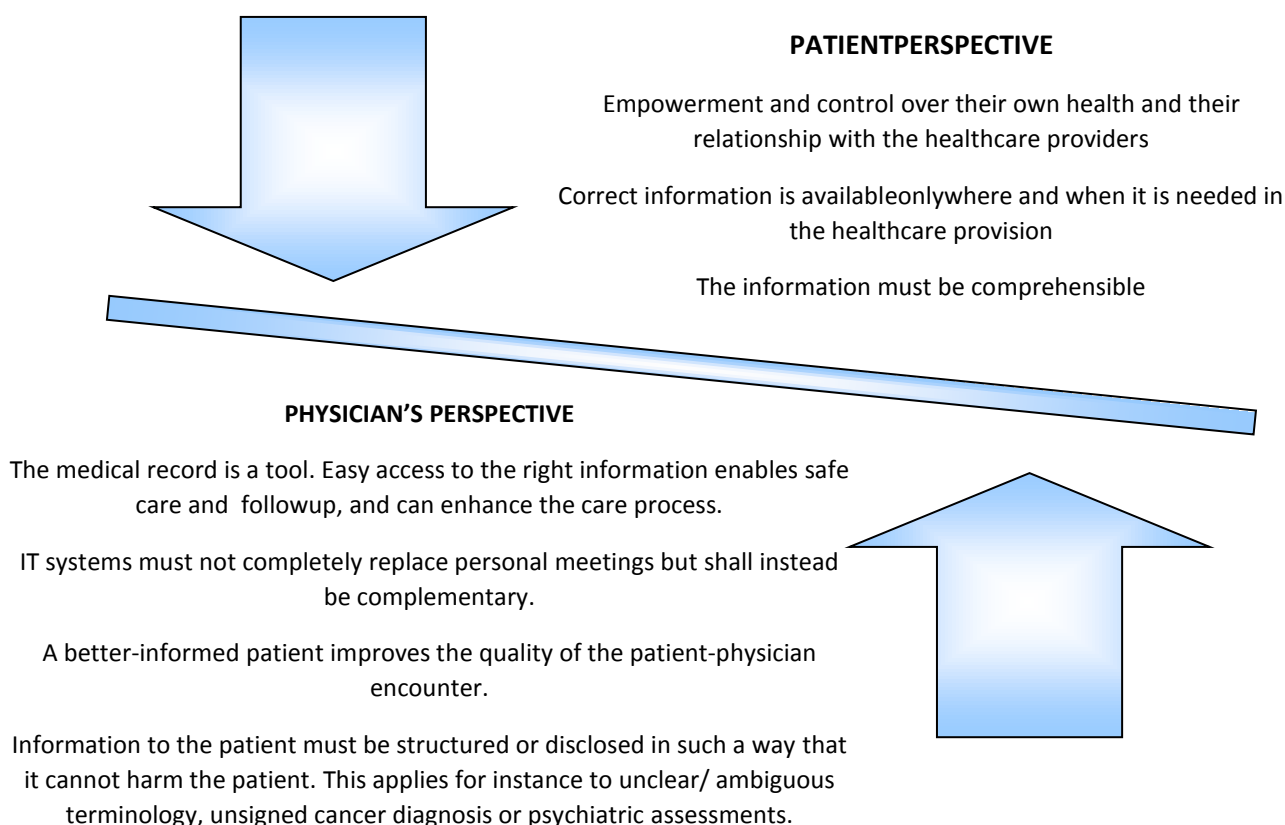 PATIENTPERSPECTIVE
Empowerment and control over their own health and their
relationship with the healthcare providers
Correct information is availableonlywhere and when it is needed in
the healthcare provision
The information must be comprehensible
PHYSICIAN’S PERSPECTIVE
The medical record is a tool. Easy access to the right information enables safe
care and followup, and can enhance the care process.
IT systems must not completely replace personal meetings but shall instead
be complementary.
A better-informed patient improves the quality of the patient-physician
encounter.
Information to the patient must be structured or disclosed in such a way that
it cannot harm the patient. This applies for instance to unclear/ ambiguous
terminology, unsigned cancer diagnosis or psychiatric assessments.